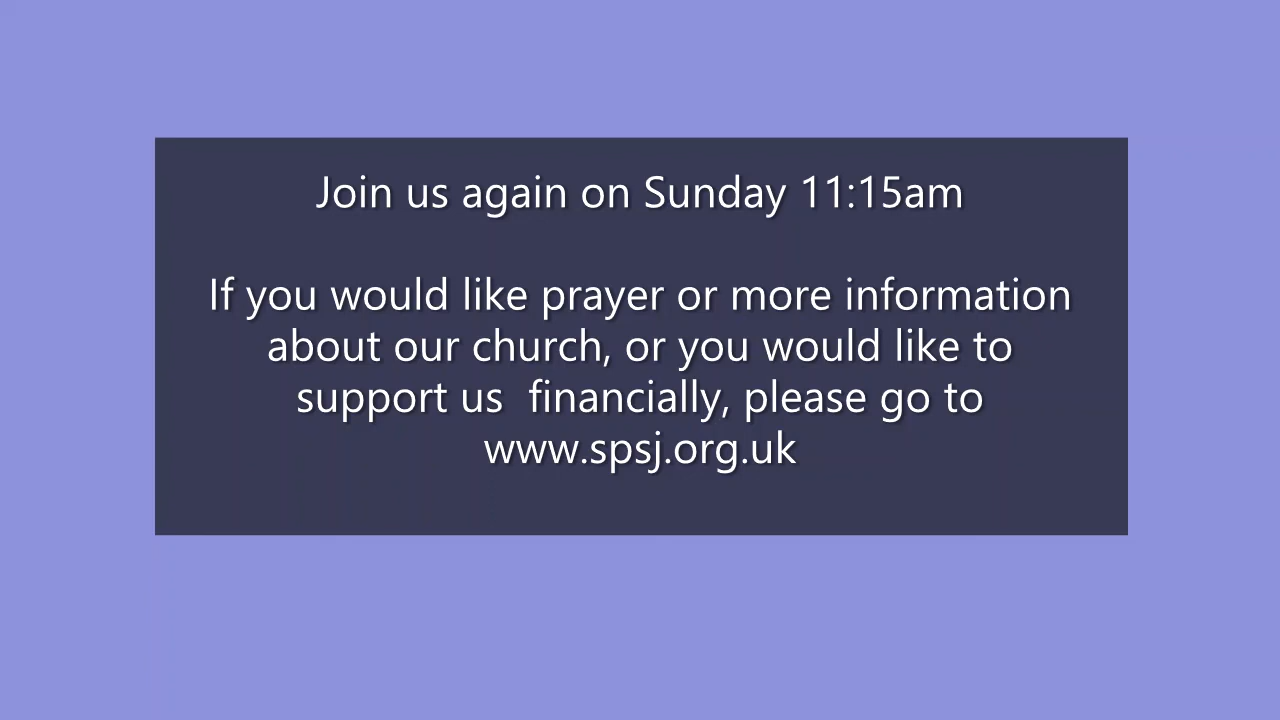 Join us again on Sunday 11:15am
If you would like prayer or more information
about our church, or you would like to
support us  financially, please go to
www.spsj.org.uk